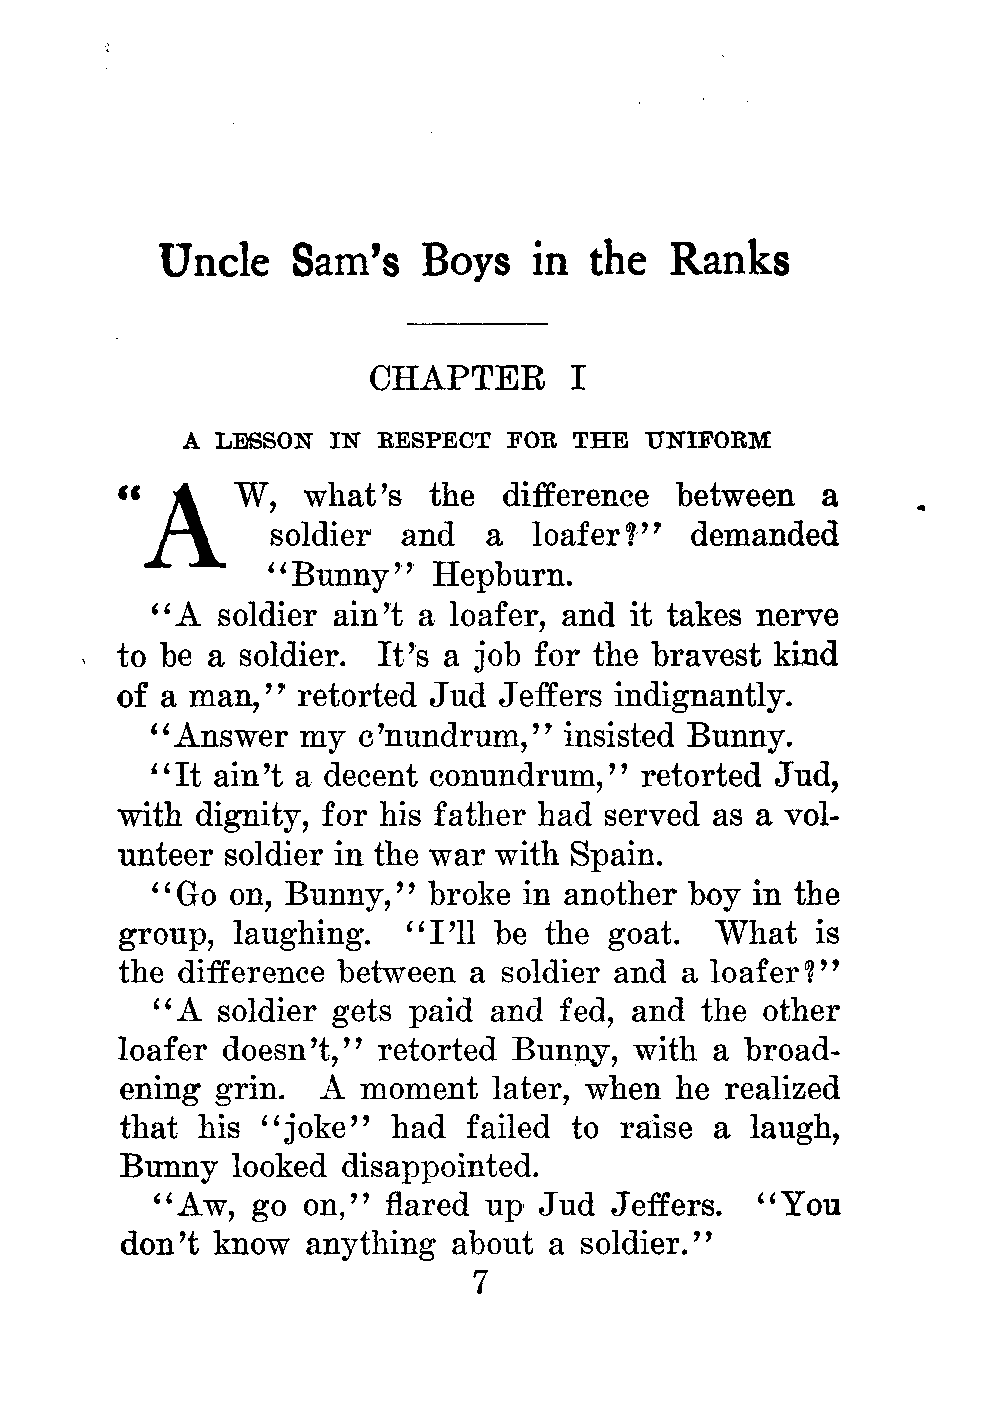 Uncle Sam's Boys in the Ranks
CHAPTER I
A LESSON IN RESPECT FOR THE UNIFORM
"AW, what's the difference between a
soldier and a loafer?" demanded
"Bunny" Hepburn.
"A soldier ain't a loafer, and it takes nerve
to be a soldier. It's a job for the bravest kind
of a man," retorted Jud Jeffers indignantly.
"Answer my c'nundrum," insisted Bunny.
"It ain't a decent conundrum," retorted Jud,
with dignity, for his father had served as a vol-
unteer soldier in the war with Spain.
"Go on, Bunny," broke in another boy in the
group, laughing. "I'll be the goat. What is
the difference between a soldier and a loafer?"
"A soldier gets paid and fed, and the other
loafer doesn't," retorted Bunny, with a broad-
ening grin. A moment later, when he realized
that his "joke" had failed to raise a laugh,
Bunny looked disappointed.
"Aw, go on," flared up Jud Jeffers. "You
don't know anything about a soldier."
7